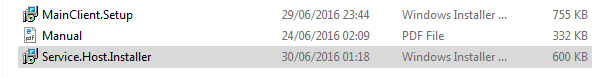 MainClient.Setup 29/06/2016 23:44 Windows Installer ... 755 KB
Manual 24/06/2016 02:09 PDF File 332 KB
Service.Host.Installer 30/06/2016 01:18 Windows Installer ... 600 KB